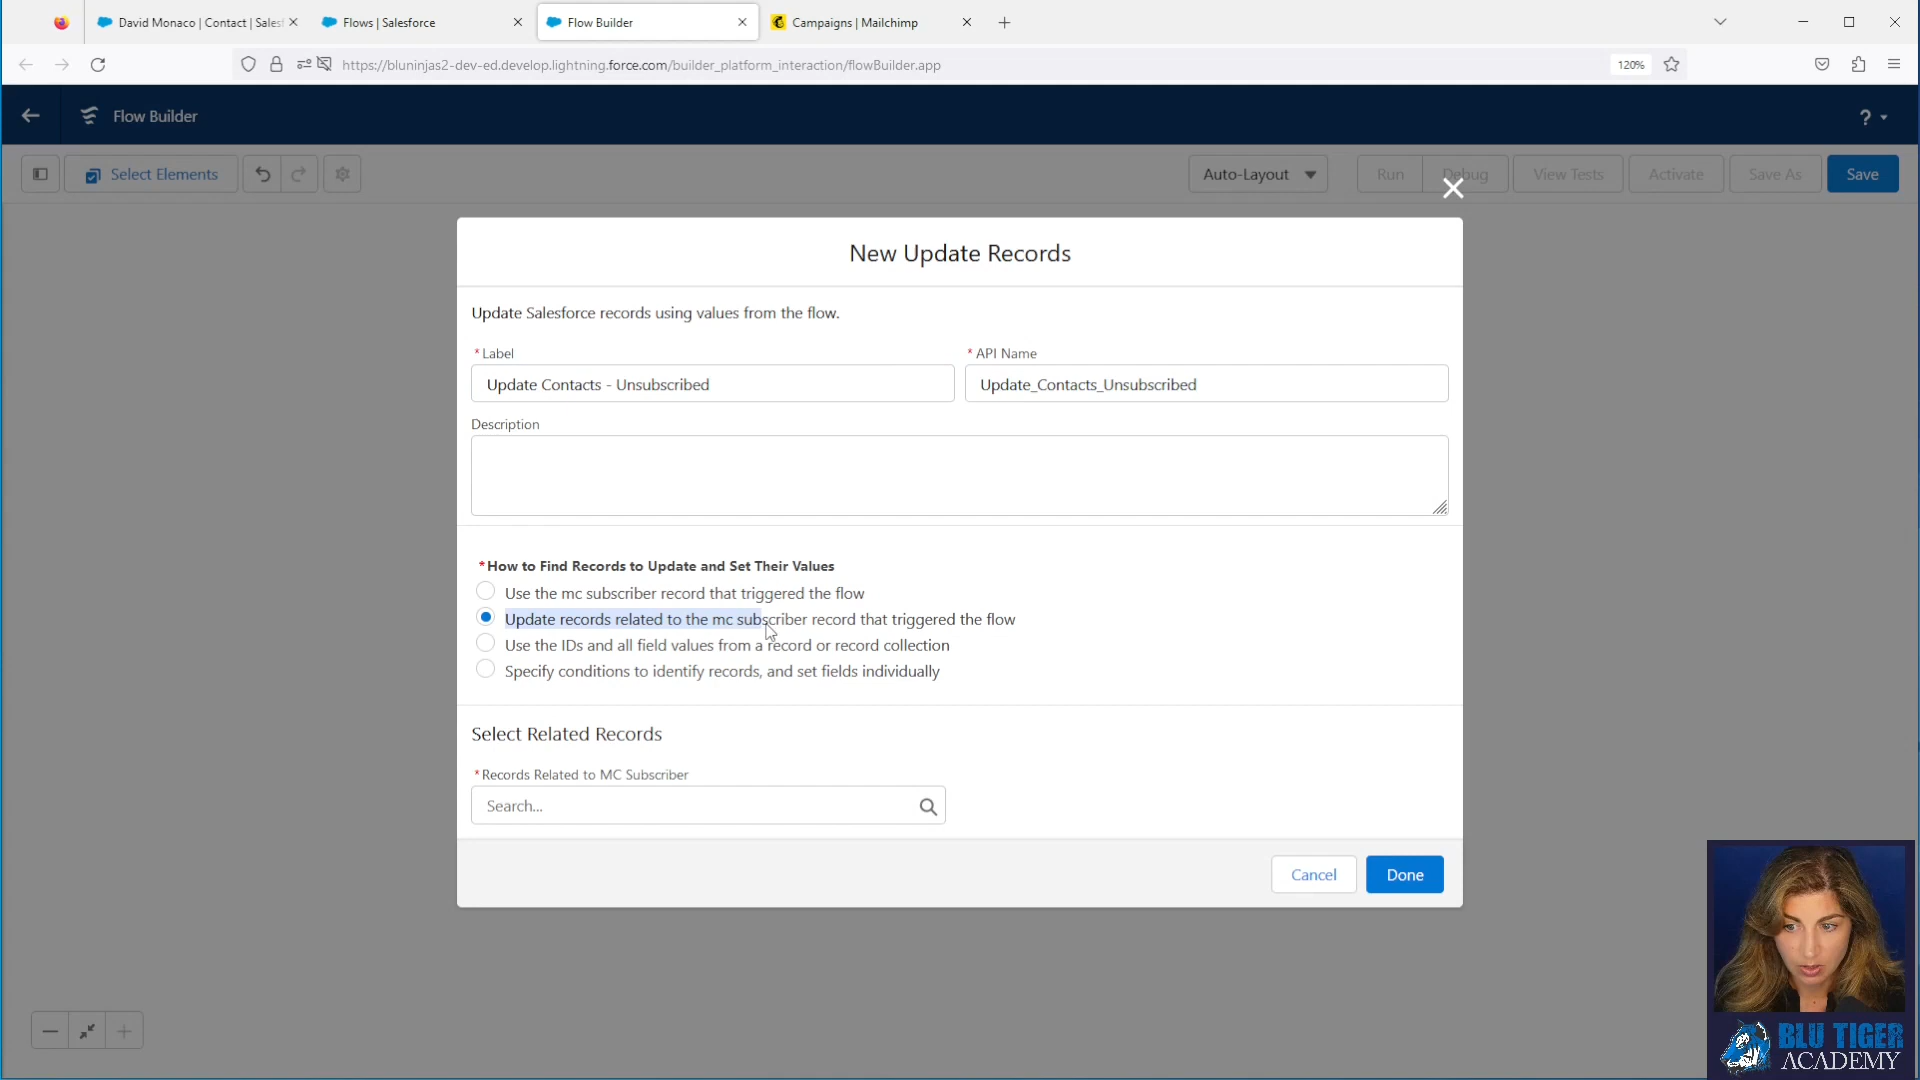 David Monaco | Contact | Sales
Flows | Salesforce
Flow Builder
Campaigns | Mailchimp
https://bluninjas2-dev-ed.develop.lightning.force.com/builder_platform_interaction/flowBuilder.app
120%
Flow Builder
?
Select Elements
Auto-Layout
Run
Debug
View Tests
Activate
Save As
Save
New Update Records
Update Salesforce records using values from the flow.
*Label
*API Name
Update Contacts - Unsubscribed
Update_Contacts_Unsubscribed
Description
*How to Find Records to Update and Set Their Values
Use the mc subscriber record that triggered the flow
Update records related to the mc subscriber record that triggered the flow
Use the IDs and all field values from a record or record collection
Specify conditions to identify records, and set fields individually
Select Related Records
*Records Related to MC Subscriber
Search...
Cancel
Done
BLU TIGER
ACADEMY